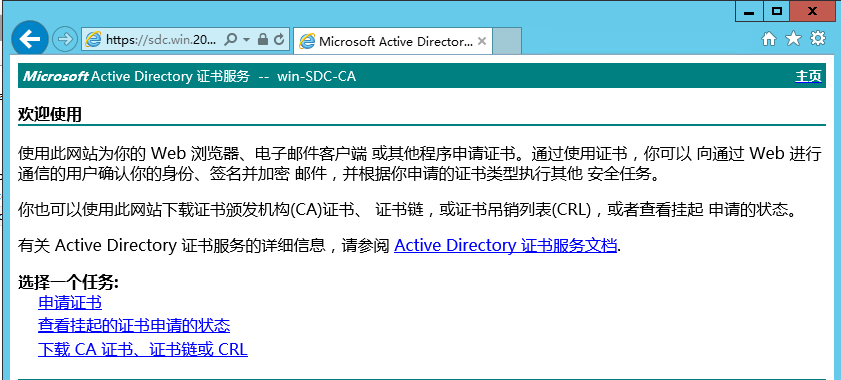 https://sdc.win.20...
Microsoft Active Director...
Microsoft Active Directory 证书服务 -- win-SDC-CA
主页
欢迎使用
使用此网站为你的 Web 浏览器、电子邮件客户端 或其他程序申请证书。通过使用证书，你可以 向通过 Web 进行
通信的用户确认你的身份、签名并加密 邮件，并根据你申请的证书类型执行其他 安全任务。
你也可以使用此网站下载证书颁发机构(CA)证书、 证书链，或证书吊销列表(CRL)，或者查看挂起 申请的状态。
有关 Active Directory 证书服务的详细信息，请参阅 Active Directory 证书服务文档.
选择一个任务:
申请证书
查看挂起的证书申请的状态
下载 CA 证书、证书链或 CRL